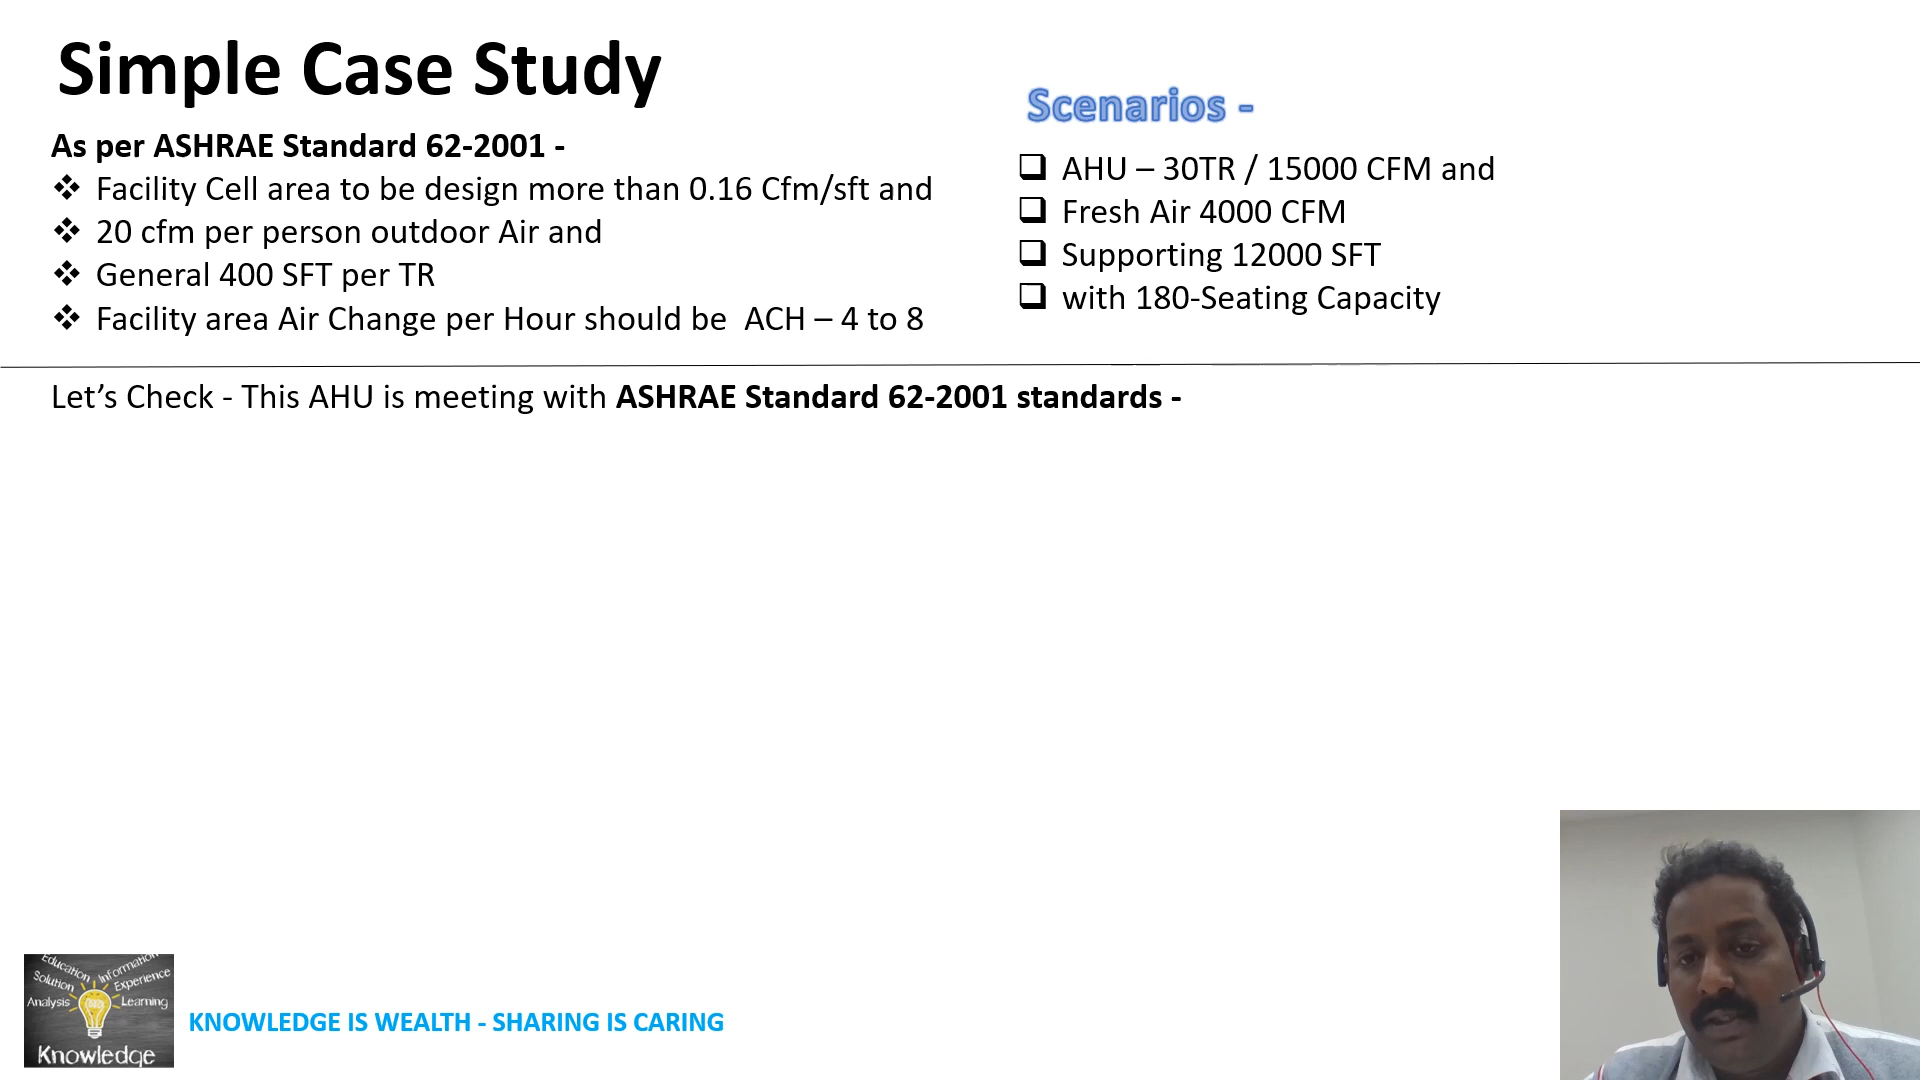 Simple Case Study
As per ASHRAE Standard 62-2001 -
Facility Cell area to be design more than 0.16 Cfm/sft and
20 cfm per person outdoor Air and
General 400 SFT per TR
Facility area Air Change per Hour should be ACH – 4 to 8
Scenarios -
AHU – 30TR / 15000 CFM and
Fresh Air 4000 CFM
Supporting 12000 SFT
with 180-Seating Capacity
Let’s Check - This AHU is meeting with ASHRAE Standard 62-2001 standards -
Education Information
Solution Experience
Analysis Learning
Knowledge
KNOWLEDGE IS WEALTH - SHARING IS CARING